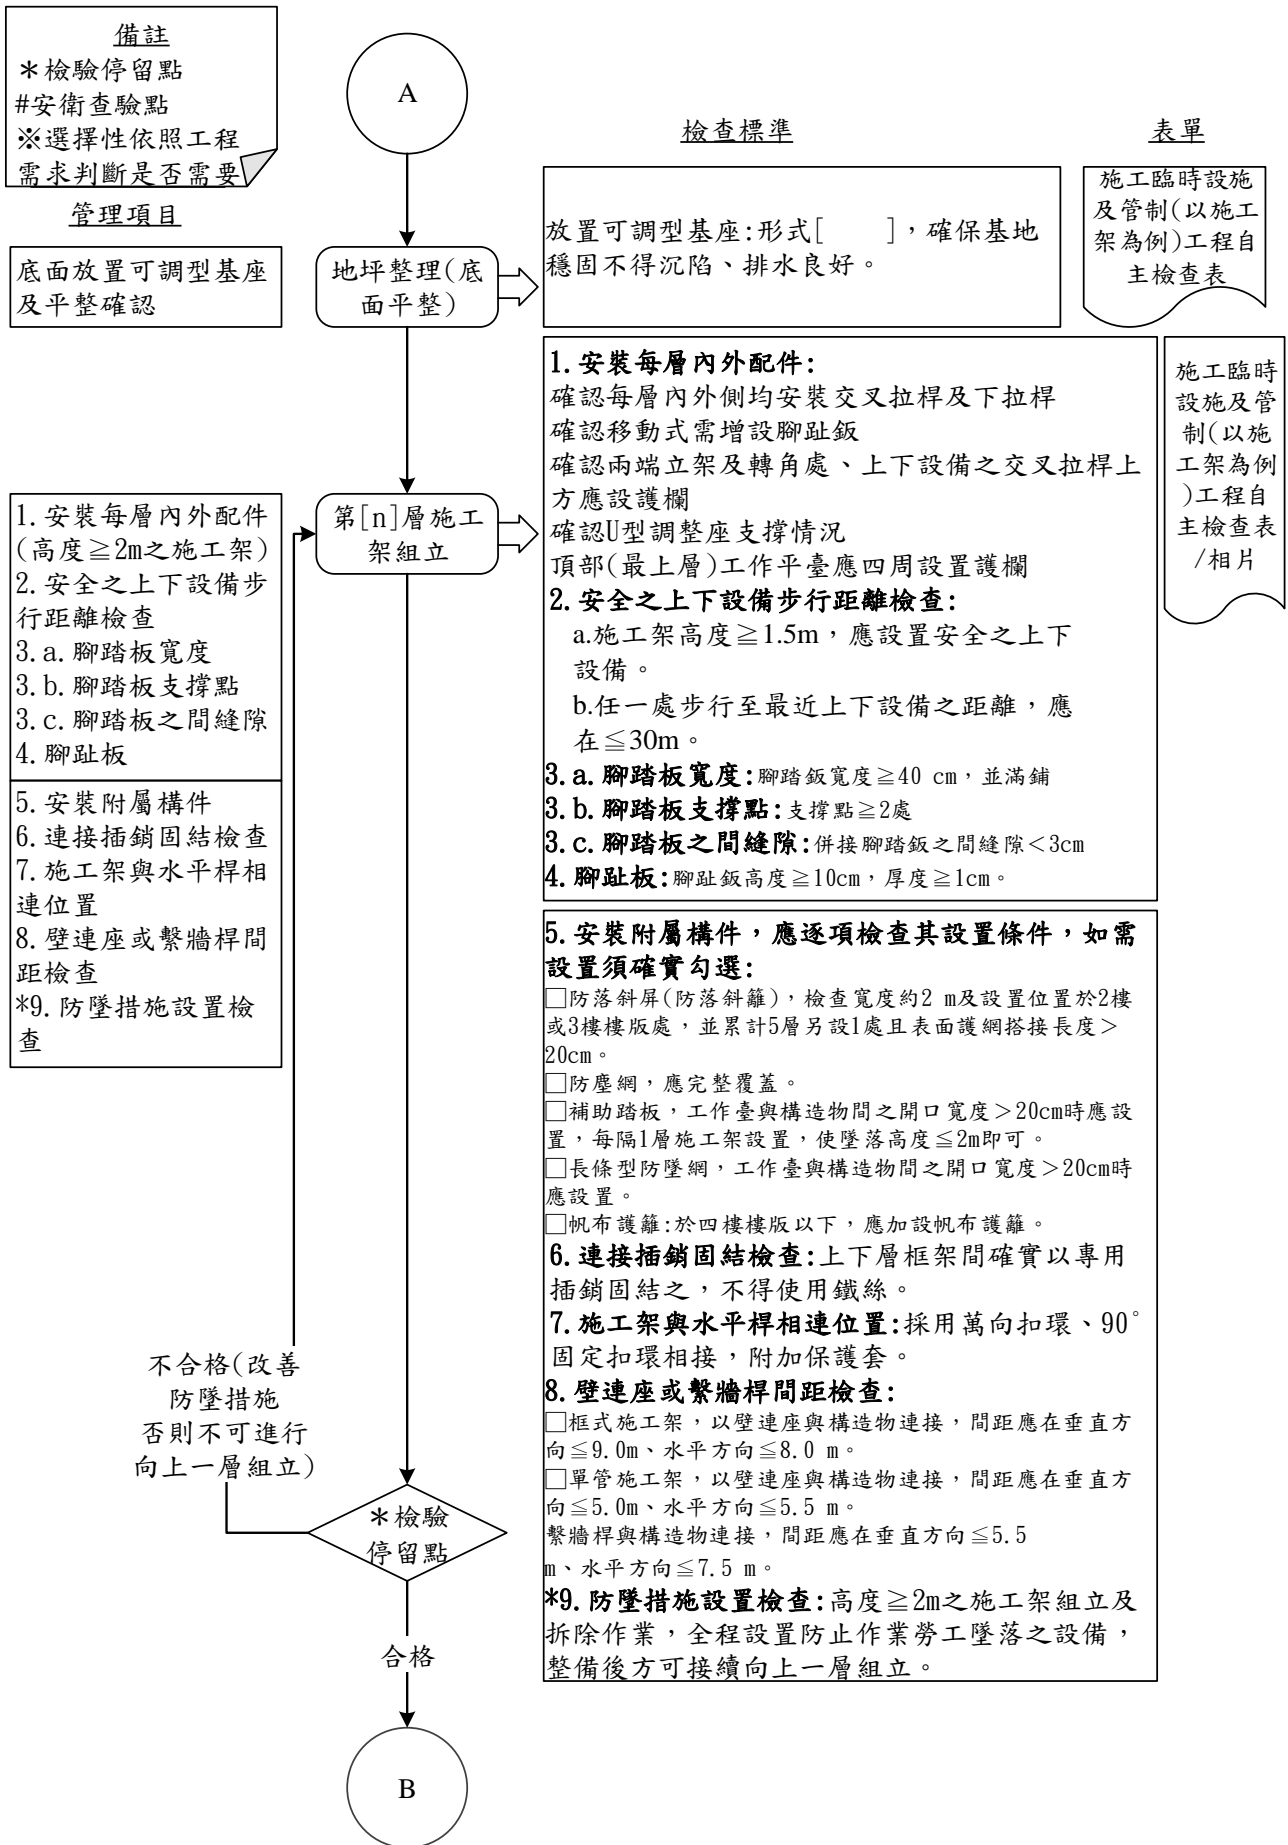 備註
＊檢驗停留點
#安衛查驗點
※選擇性依照工程
需求判斷是否需要
管理項目
A
檢查標準
表單
底面放置可調型基座
及平整確認
地坪整理(底
面平整)
放置可調型基座:形式[　　]，確保基地
穩固不得沉陷、排水良好。
施工臨時設施
及管制(以施工
架為例)工程自
主檢查表
1.安裝每層內外配件
(高度≧2m之施工架)
2.安全之上下設備步
行距離檢查
3.a.腳踏板寬度
3.b.腳踏板支撐點
3.c.腳踏板之間縫隙
4.腳趾板
5.安裝附屬構件
6.連接插銷固結檢查
7.施工架與水平桿相
連位置
8.壁連座或繫牆桿間
距檢查
*9.防墜措施設置檢
查
第[n]層施工
架組立
1.安裝每層內外配件:
確認每層內外側均安裝交叉拉桿及下拉桿
確認移動式需增設腳趾鈑
確認兩端立架及轉角處、上下設備之交叉拉桿上
方應設護欄
確認U型調整座支撐情況
頂部(最上層)工作平臺應四周設置護欄
2.安全之上下設備步行距離檢查:
a.施工架高度≧1.5m，應設置安全之上下
設備。
b.任一處步行至最近上下設備之距離，應
在≦30m。
3.a.腳踏板寬度:腳踏鈑寬度≧40 cm，並滿鋪
3.b.腳踏板支撐點:支撐點≧2處
3.c.腳踏板之間縫隙:併接腳踏鈑之間縫隙＜3cm
4.腳趾板:腳趾鈑高度≧10cm，厚度≧1cm。
施工臨時
設施及管
制(以施
工架為例
)工程自
主檢查表
/相片
5.安裝附屬構件，應逐項檢查其設置條件，如需
設置須確實勾選:
□防落斜屏(防落斜籬)，檢查寬度約2 m及設置位置於2樓
或3樓樓版處，並累計5層另設1處且表面護網搭接長度＞
20cm。
□防塵網，應完整覆蓋。
□補助踏板，工作臺與構造物間之開口寬度＞20cm時應設
置，每隔1層施工架設置，使墜落高度≦2m即可。
□長條型防墜網，工作臺與構造物間之開口寬度＞20cm時
應設置。
□帆布護籬:於四樓樓版以下，應加設帆布護籬。
6.連接插銷固結檢查:上下層框架間確實以專用
插銷固結之，不得使用鐵絲。
7.施工架與水平桿相連位置:採用萬向扣環、90°
固定扣環相接，附加保護套。
8.壁連座或繫牆桿間距檢查:
□框式施工架，以壁連座與構造物連接，間距應在垂直方
向≦9.0m、水平方向≦8.0 m。
□單管施工架，以壁連座與構造物連接，間距應在垂直方
向≦5.0m、水平方向≦5.5 m。
繫牆桿與構造物連接，間距應在垂直方向≦5.5
m、水平方向≦7.5 m。
*9.防墜措施設置檢查:高度≧2m之施工架組立及
拆除作業，全程設置防止作業勞工墜落之設備，
整備後方可接續向上一層組立。
不合格(改善
防墜措施
否則不可進行
向上一層組立)
＊檢驗
停留點
合格
B